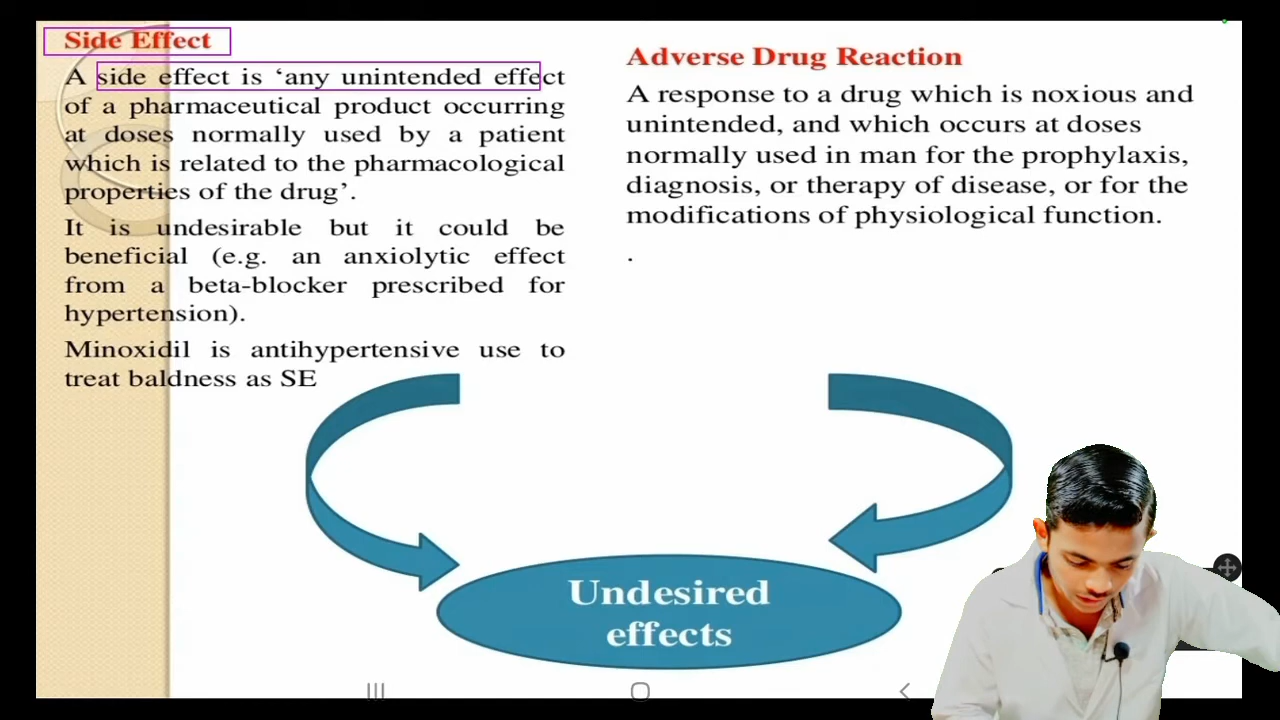 Side Effect
A side effect is ‘any unintended effect
of a pharmaceutical product occurring
at doses normally used by a patient
which is related to the pharmacological
properties of the drug’.
It is undesirable but it could be
beneficial (e.g. an anxiolytic effect
from a beta-blocker prescribed for
hypertension).
Minoxidil is antihypertensive use to
treat baldness as SE
Adverse Drug Reaction
A response to a drug which is noxious and
unintended, and which occurs at doses
normally used in man for the prophylaxis,
diagnosis, or therapy of disease, or for the
modifications of physiological function.
.
Undesired
effects